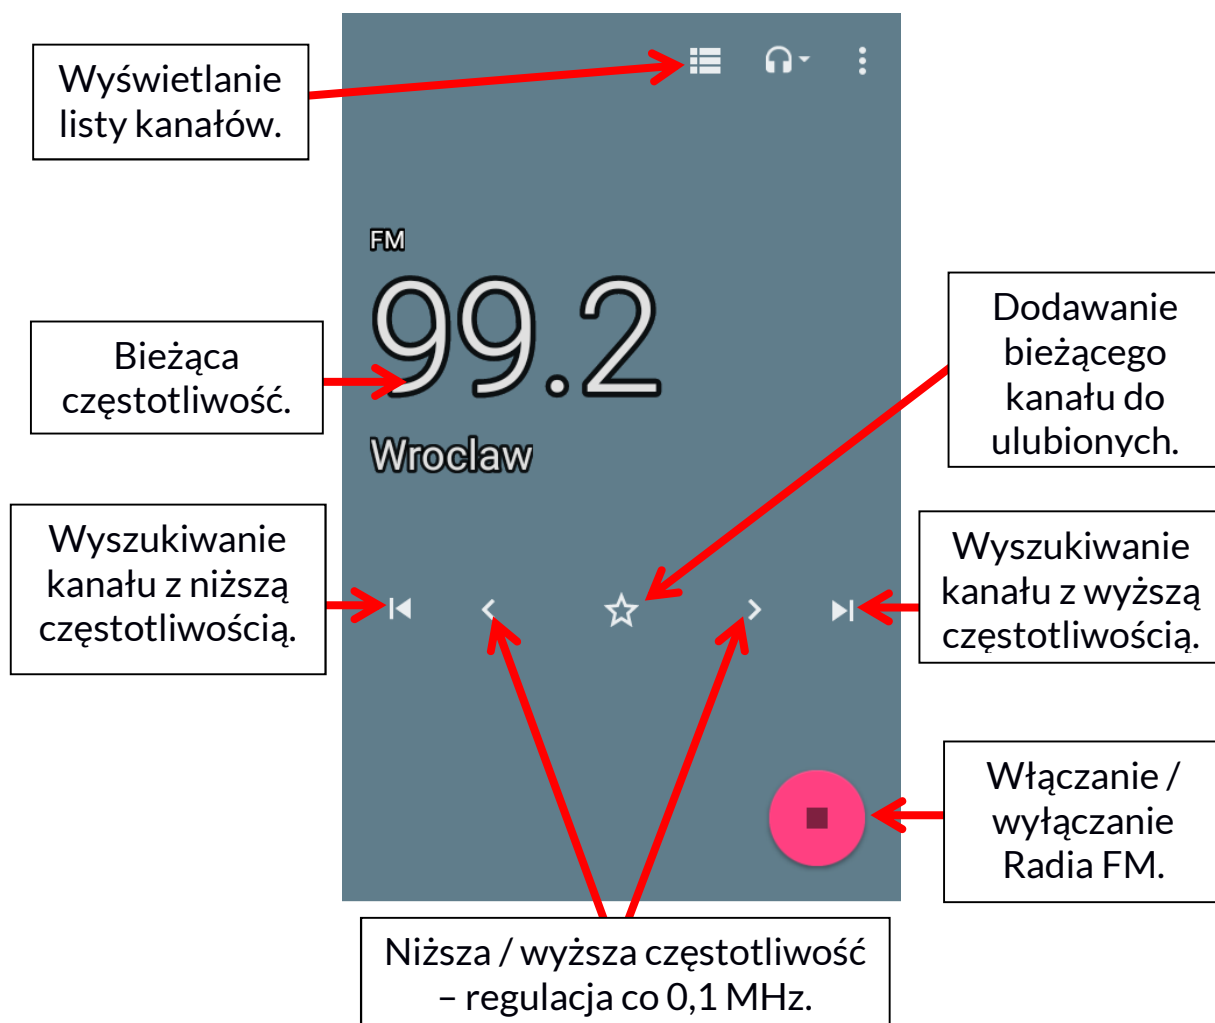 Wyświetlanie
listy kanałów.
FM
99.2
Wroclaw
Bieżąca
częstotliwość.
Dodawanie
bieżącego
kanału do
ulubionych.
Wyszukiwanie
kanału z niższą
częstotliwością.
Wyszukiwanie
kanału z wyższą
częstotliwością.
Włączanie /
wyłączanie
Radia FM.
Niższa / wyższa częstotliwość
– regulacja co 0,1 MHz.